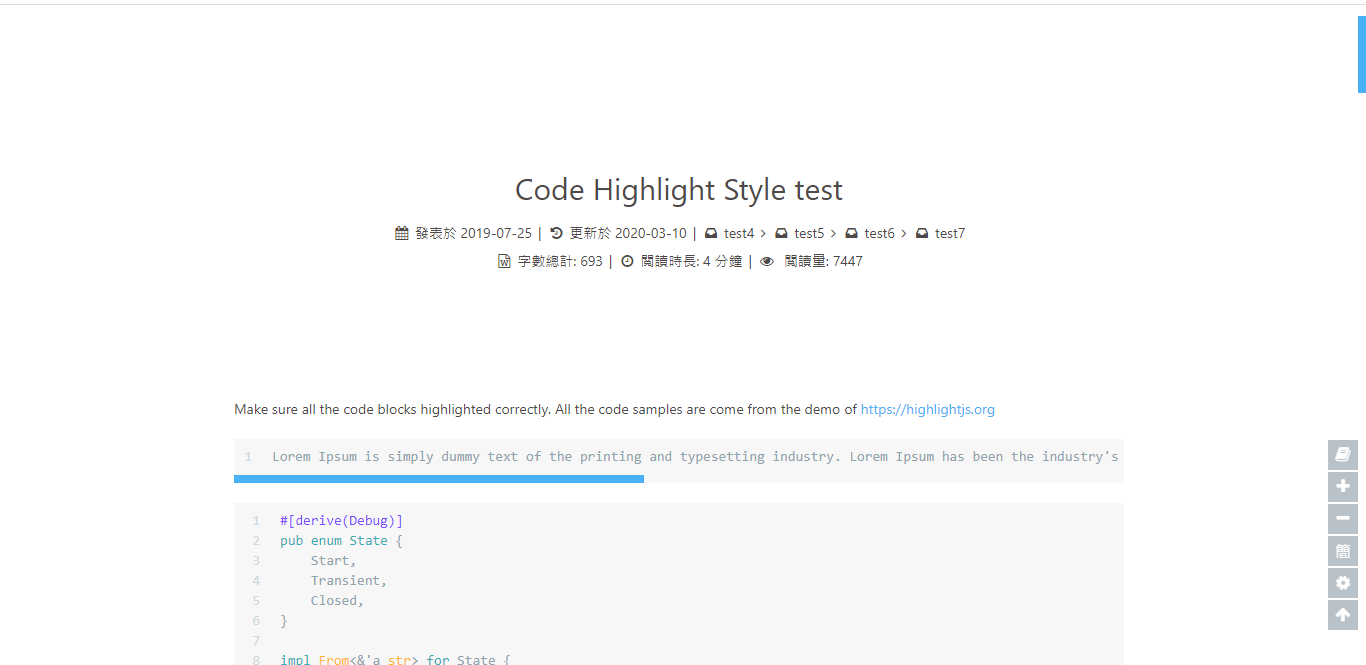 Code Highlight Style test
發表於 2019-07-25 | 更新於 2020-03-10 | test4 > test5 > test6 > test7
字數總計: 693 | 閱讀時長: 4 分鐘 | 閱讀量: 7447
Make sure all the code blocks highlighted correctly. All the code samples are come from the demo of https://highlightjs.org
1 Lorem Ipsum is simply dummy text of the printing and typesetting industry. Lorem Ipsum has been the industry's
1 #[derive(Debug)]
2 pub enum State {
3     Start,
4     Transient,
5     Closed,
6 }
7
8 impl From<&'a str> for State {
簡